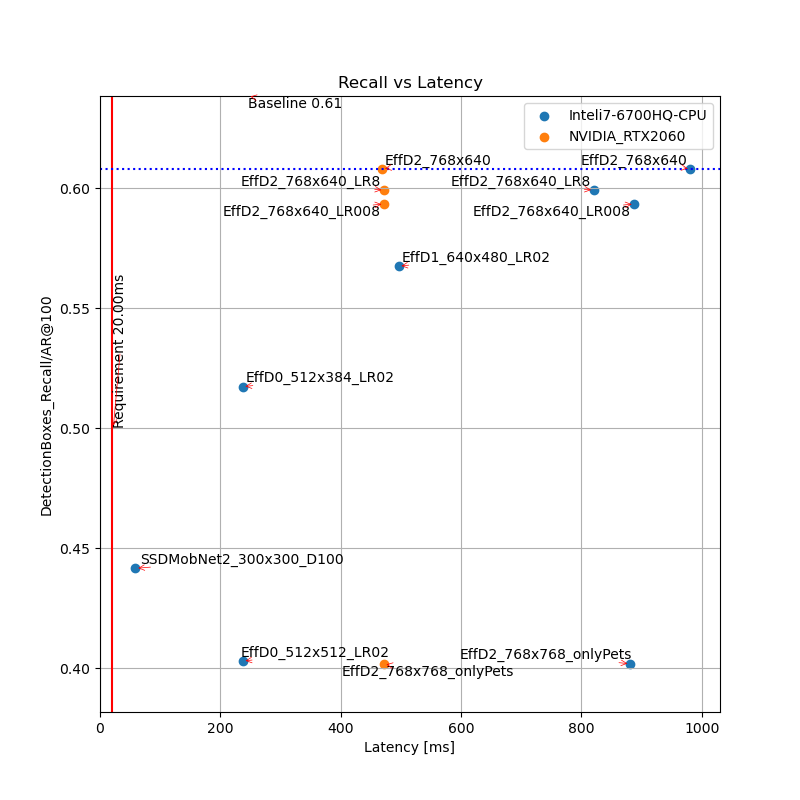 Recall vs Latency
Baseline 0.61
Inteli7-6700HQ-CPU
NVIDIA_RTX2060
EffD2_768x640
EffD2_768x640
EffD2_768x640_LR8
EffD2_768x640_LR8
EffD2_768x640_LR008
EffD2_768x640_LR008
EffD1_640x480_LR02
EffD0_512x384_LR02
SSDMobNet2_300x300_D100
EffD0_512x512_LR02
EffD2_768x768_onlyPets
EffD2_768x768_onlyPets
Requirement 20.00ms
DetectionBoxes_Recall/AR@100
0.60
0.55
0.50
0.45
0.40
0
200
400
600
800
1000
Latency [ms]